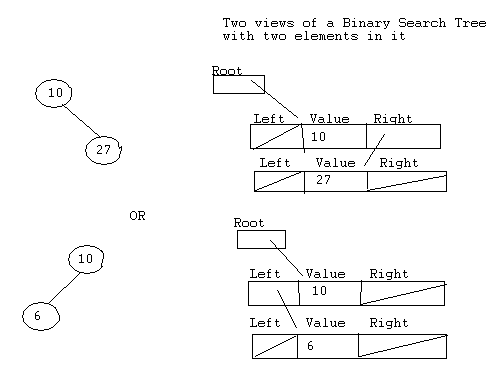 Two views of a Binary Search Tree
with two elements in it
Root
10
Left Value Right
10
27
Left Value Right
27
OR
Root
10
Left Value Right
10
6
Left Value Right
6